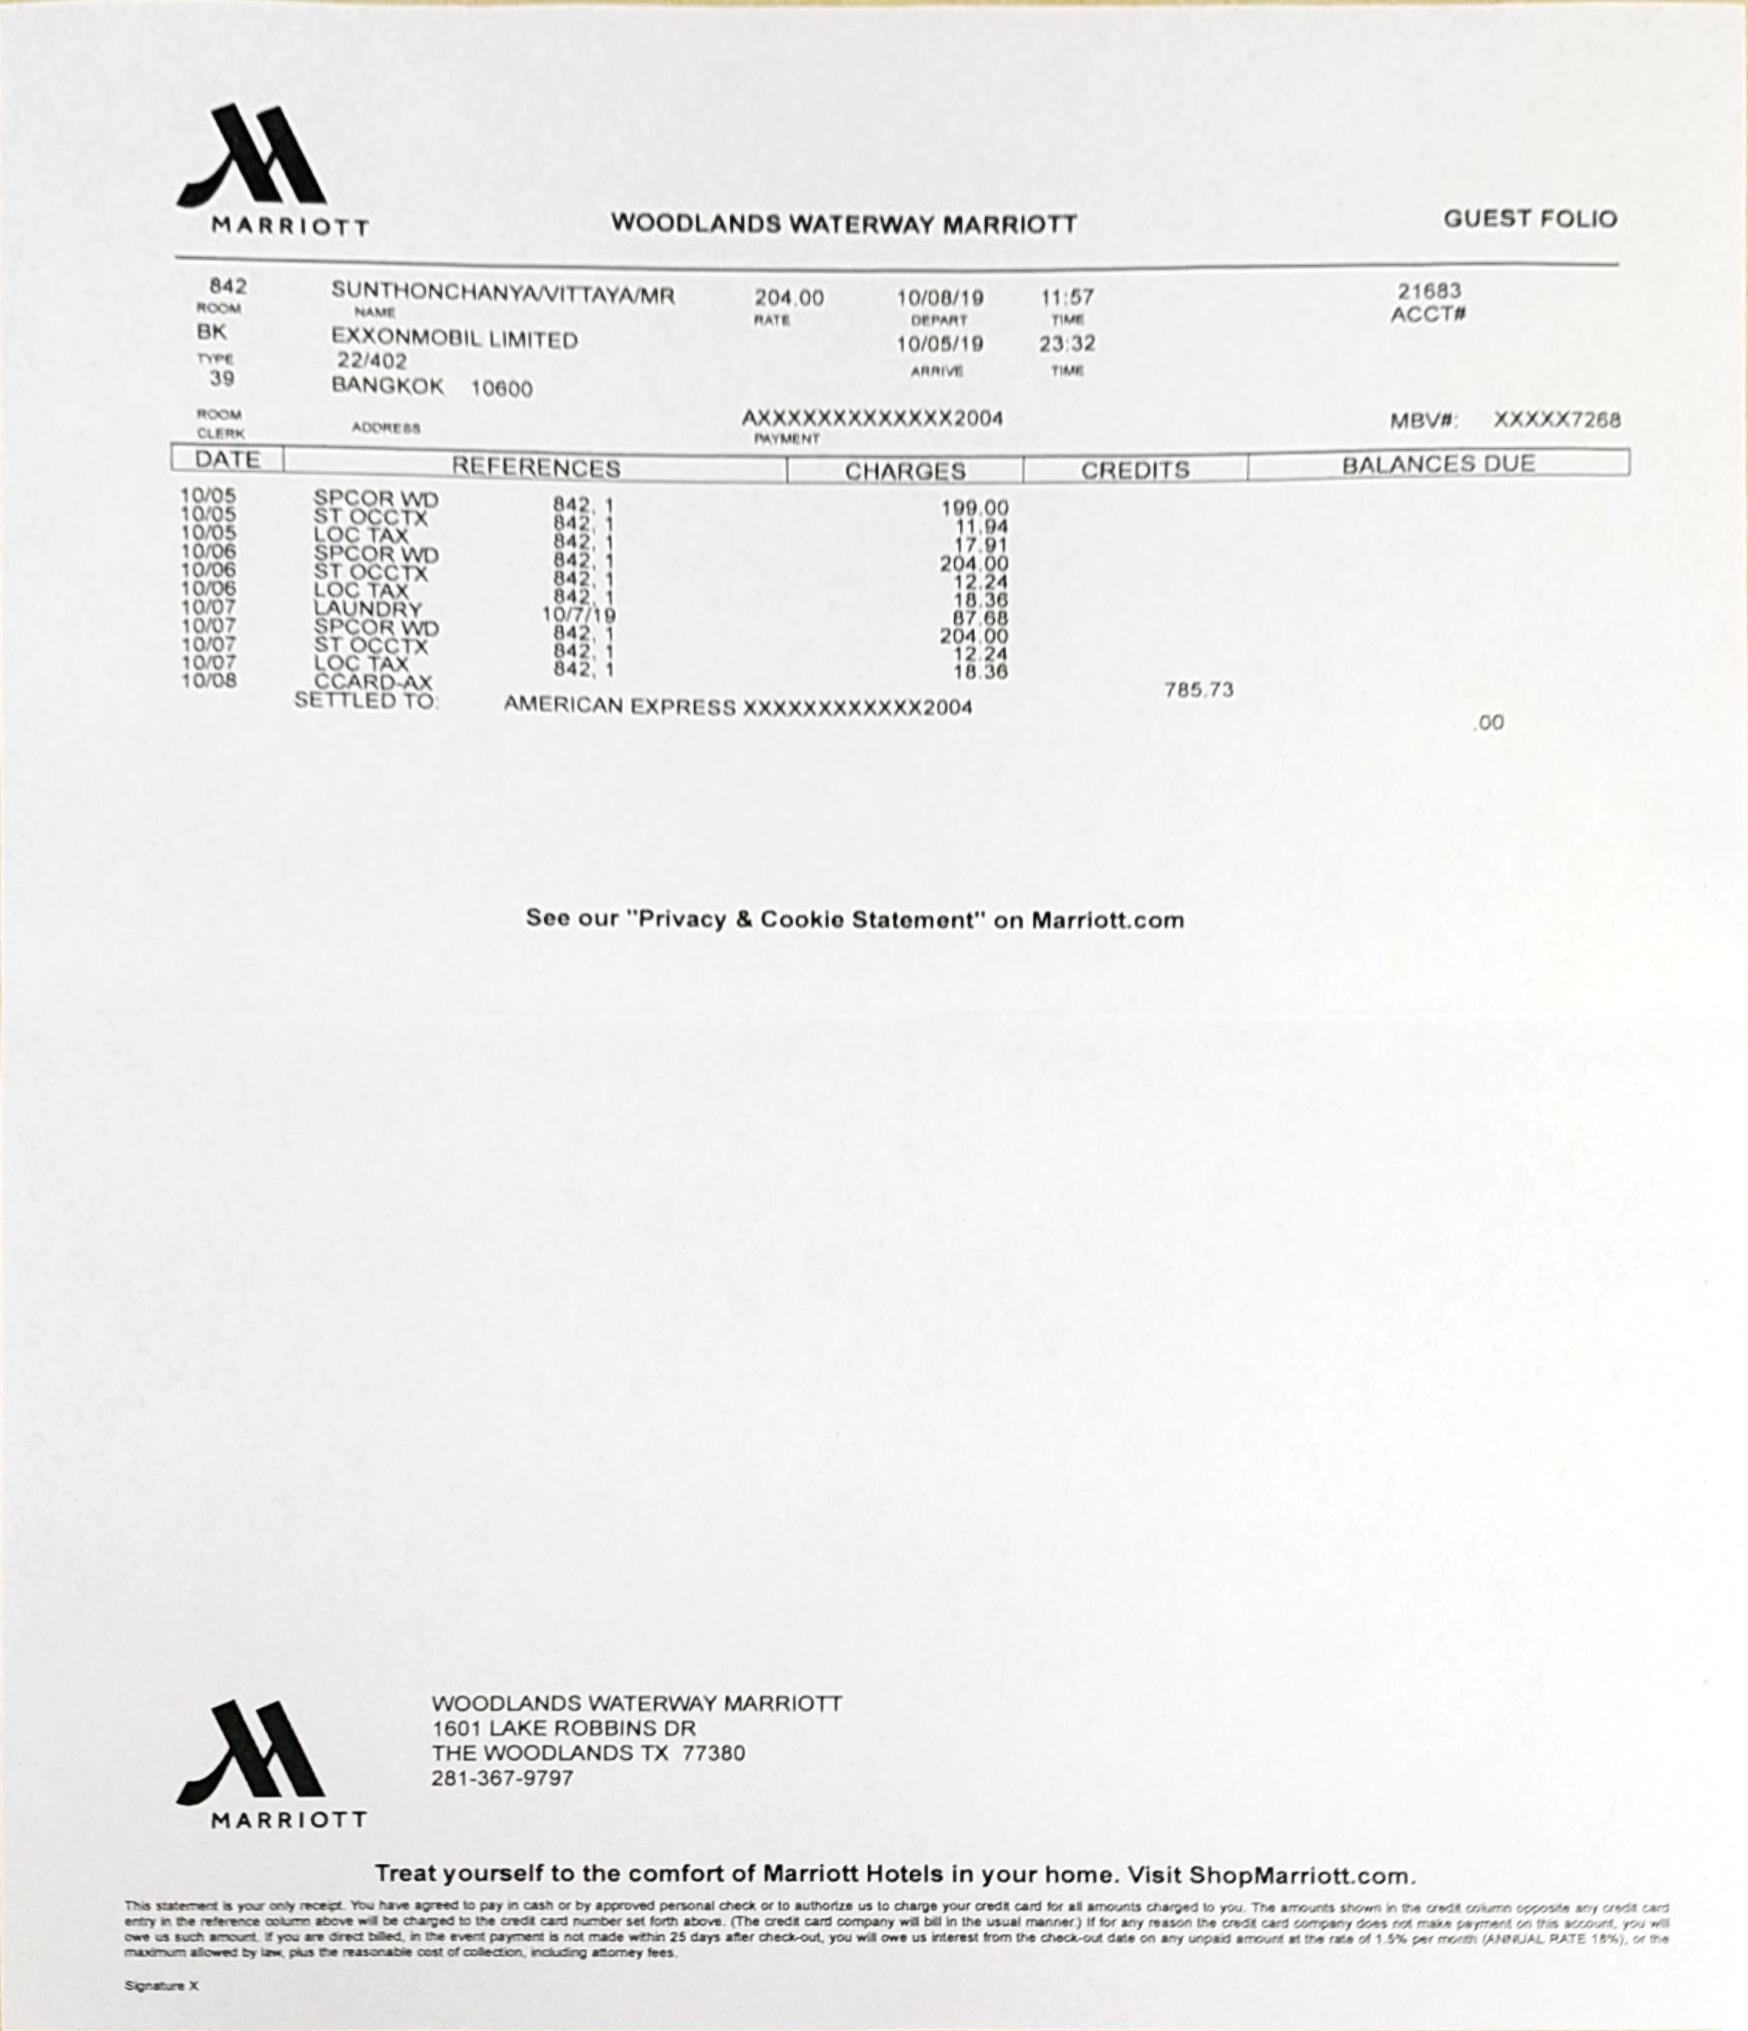 MARRIOTT
WOODLANDS WATERWAY MARRIOTT
GUEST FOLIO
842 SUNTHONCHANYA/VITTAYA/MR 204.00 10/08/19 11:57 21683
ROOM NAME RATE DEPART TIME ACCT#
BK EXXONMOBIL LIMITED 10/05/19 23:32
TYPE 22/402 ARRIVE TIME
39 BANGKOK 10600
ROOM CLERK ADDRESS AXXXXXXXXXXXXXX2004 MBV#: XXXXX7268
PAYMENT
DATE REFERENCES CHARGES CREDITS BALANCES DUE
10/05 SPCOR WD 842, 1 199.00
10/05 ST OCCTX 842, 1 11.94
10/05 LOC TAX 842, 1 17.91
10/06 SPCOR WD 842, 1 204.00
10/06 ST OCCTX 842, 1 12.24
10/06 LOC TAX 842, 1 18.36
10/07 LAUNDRY 10/7/19 87.68
10/07 SPCOR WD 842, 1 204.00
10/07 ST OCCTX 842, 1 12.24
10/07 LOC TAX 842, 1 18.36
10/08 CCARD-AX 785.73
SETTLED TO: AMERICAN EXPRESS XXXXXXXXXXXX2004
.00
See our "Privacy & Cookie Statement" on Marriott.com
MARRIOTT
WOODLANDS WATERWAY MARRIOTT
1601 LAKE ROBBINS DR
THE WOODLANDS TX 77380
281-367-9797
Treat yourself to the comfort of Marriott Hotels in your home. Visit ShopMarriott.com.
This statement is your only receipt. You have agreed to pay in cash or by approved personal check or to authorize us to charge your credit card for all amounts charged to you. The amounts shown in the credit column opposite any credit card
entry in the reference column above will be charged to the credit card number set forth above. (The credit card company will bill in the usual manner.) If for any reason the credit card company does not make payment on this account, you will
owe us such amount. If you are direct billed, in the event payment is not made within 25 days after check-out, you will owe us interest from the check-out date on any unpaid amount at the rate of 1.5% per month (ANNUAL RATE 18%), or the
maximum allowed by law, plus the reasonable cost of collection, including attorney fees.
Signature X